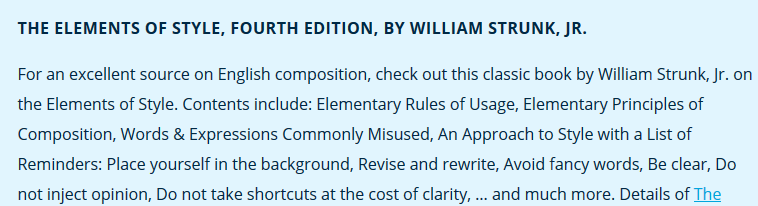 THE ELEMENTS OF STYLE, FOURTH EDITION, BY WILLIAM STRUNK, JR.
For an excellent source on English composition, check out this classic book by William Strunk, Jr. on
the Elements of Style. Contents include: Elementary Rules of Usage, Elementary Principles of
Composition, Words & Expressions Commonly Misused, An Approach to Style with a List of
Reminders: Place yourself in the background, Revise and rewrite, Avoid fancy words, Be clear, Do
not inject opinion, Do not take shortcuts at the cost of clarity, … and much more. Details of The